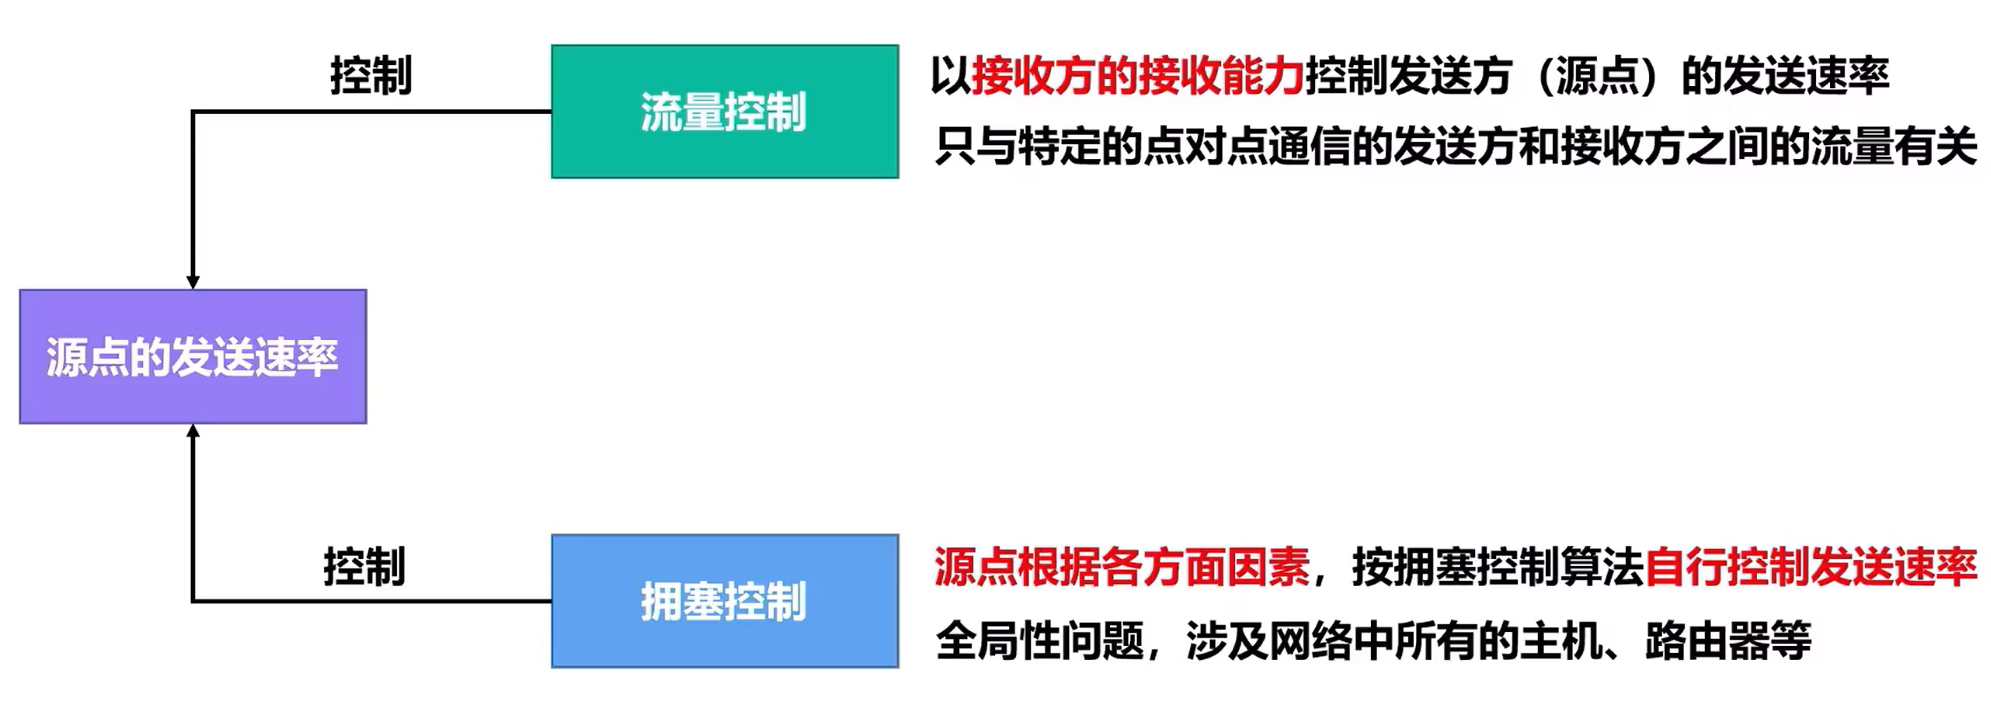 控制
流量控制
以接收方的接收能力控制发送方（源点）的发送速率
只与特定的点对点通信的发送方和接收方之间的流量有关
源点的发送速率
控制
拥塞控制
源点根据各方面因素，按拥塞控制算法自行控制发送速率
全局性问题，涉及网络中所有的主机、路由器等